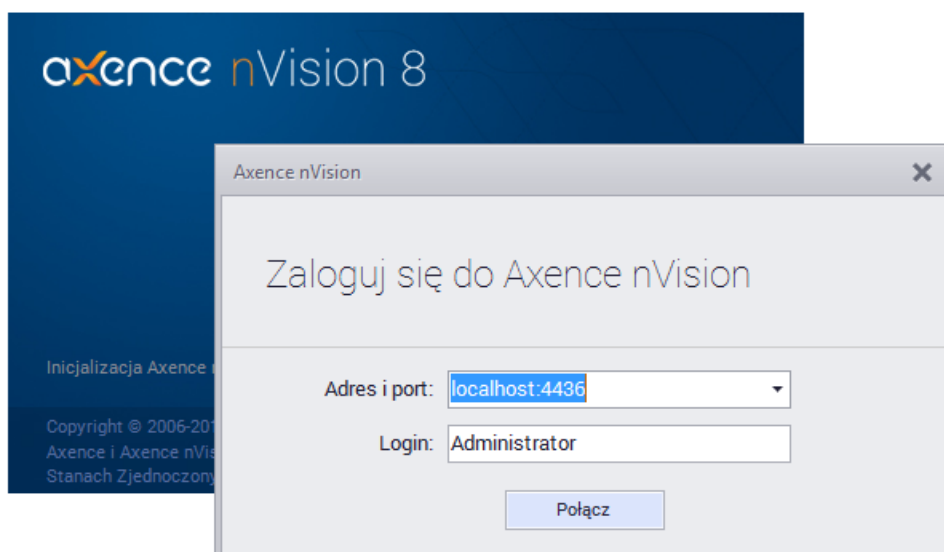 axence nVision 8
Axence nVision
Zaloguj się do Axence nVision
Inicjalizacja Axence
Adres i port: localhost:4436
Copyright © 2006-201
Login: Administrator
Axence i Axence nVis
Stanach Zjednoczony
Połącz